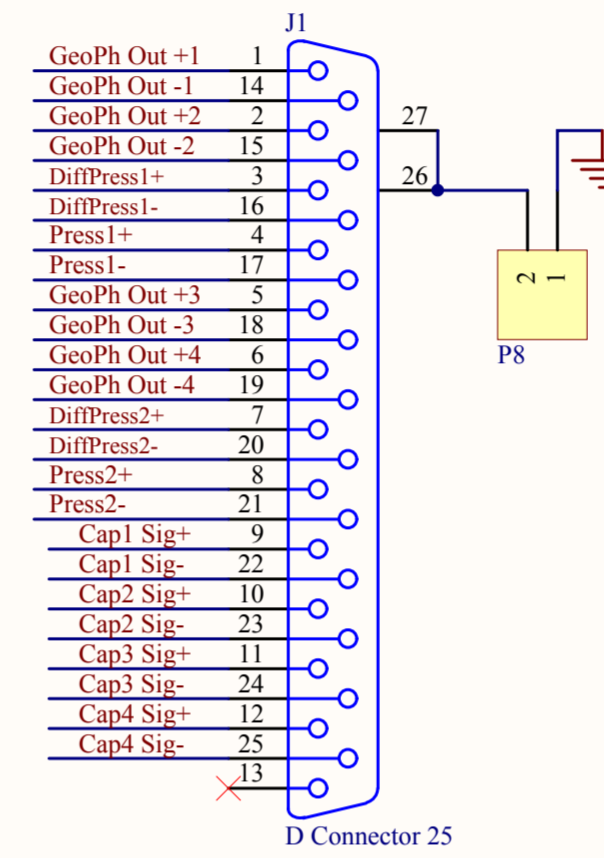 J1
GeoPh Out +1 1
GeoPh Out -1 14
GeoPh Out +2 2 27
GeoPh Out -2 15
DiffPress1+ 3 26
DiffPress1- 16
Press1+ 4
Press1- 17
2 1
GeoPh Out +3 5
GeoPh Out -3 18
GeoPh Out +4 6 P8
GeoPh Out -4 19
DiffPress2+ 7
DiffPress2- 20
Press2+ 8
Press2- 21
Cap1 Sig+ 9
Cap1 Sig- 22
Cap2 Sig+ 10
Cap2 Sig- 23
Cap3 Sig+ 11
Cap3 Sig- 24
Cap4 Sig+ 12
Cap4 Sig- 25
13
D Connector 25